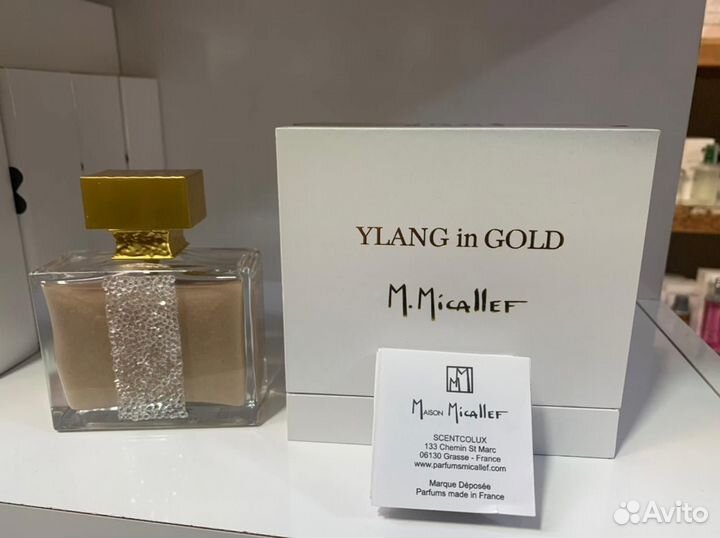 YLANG in GOLD
M. MicaLLEF
MM
MAISON MicaLLEF
SCENTCOLUX
133 Chemin St Marc
06130 Grasse - France
www.parfumsmicallef.com
Marque Déposée
Parfums made in France
Avito